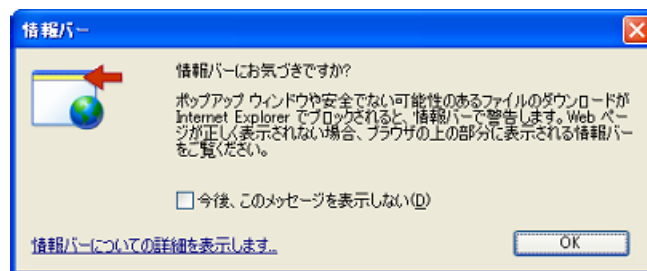 情報バー
情報バーにお気づきですか?
ポップアップ ウィンドウや安全でない可能性のあるファイルのダウンロードが
Internet Explorer でブロックされると、情報バーで警告します。Web ペー
ジが正しく表示されない場合、ブラウザの上の部分に表示される情報バー
をご覧ください。
今後、このメッセージを表示しない(D)
情報バーについての詳細を表示します...
OK